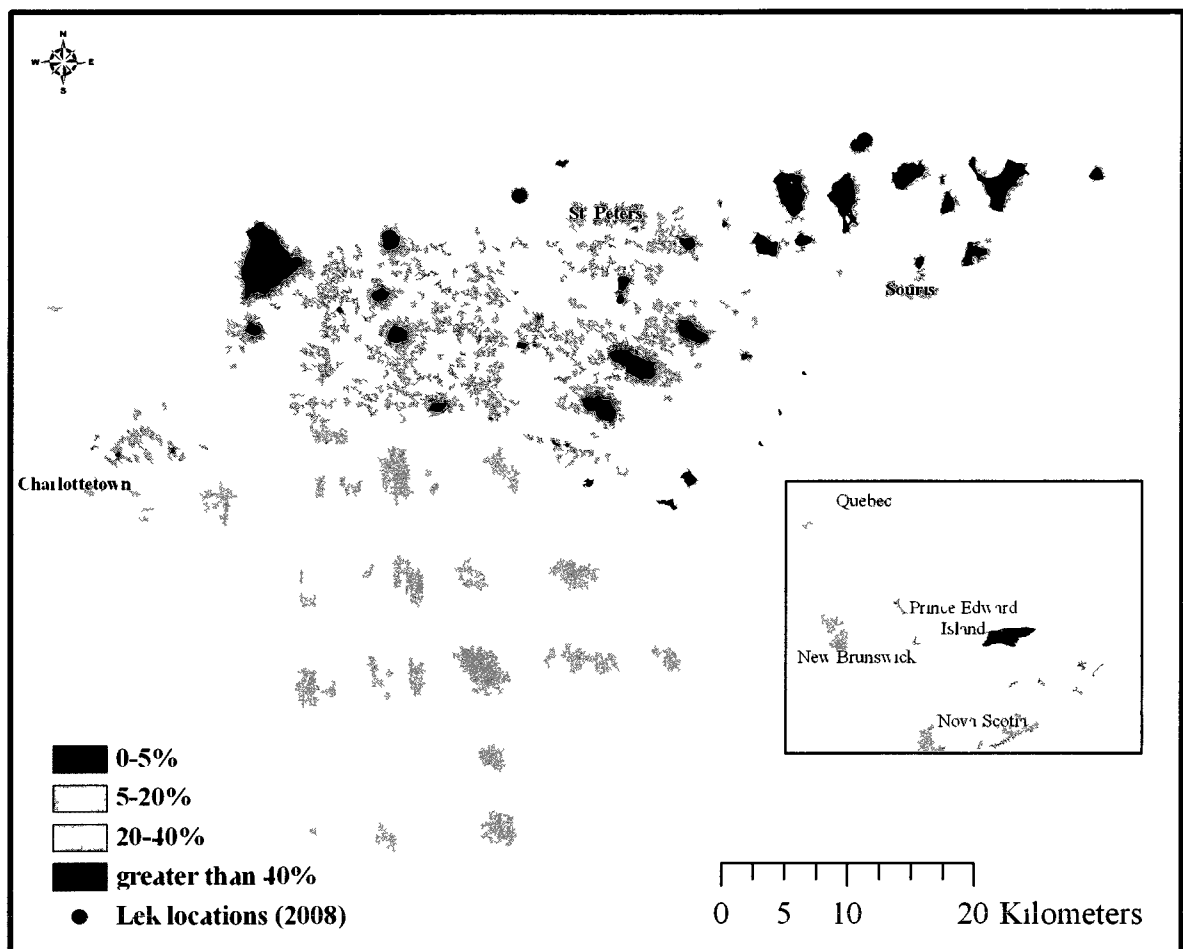 N
W E
S
St Peters
Souris
Charlottetown
Quebec
Prince Edward
Island
New Brunswick
Nova Scotia
0-5%
5-20%
20-40%
greater than 40%
Lek locations (2008)
0 5 10 20 Kilometers